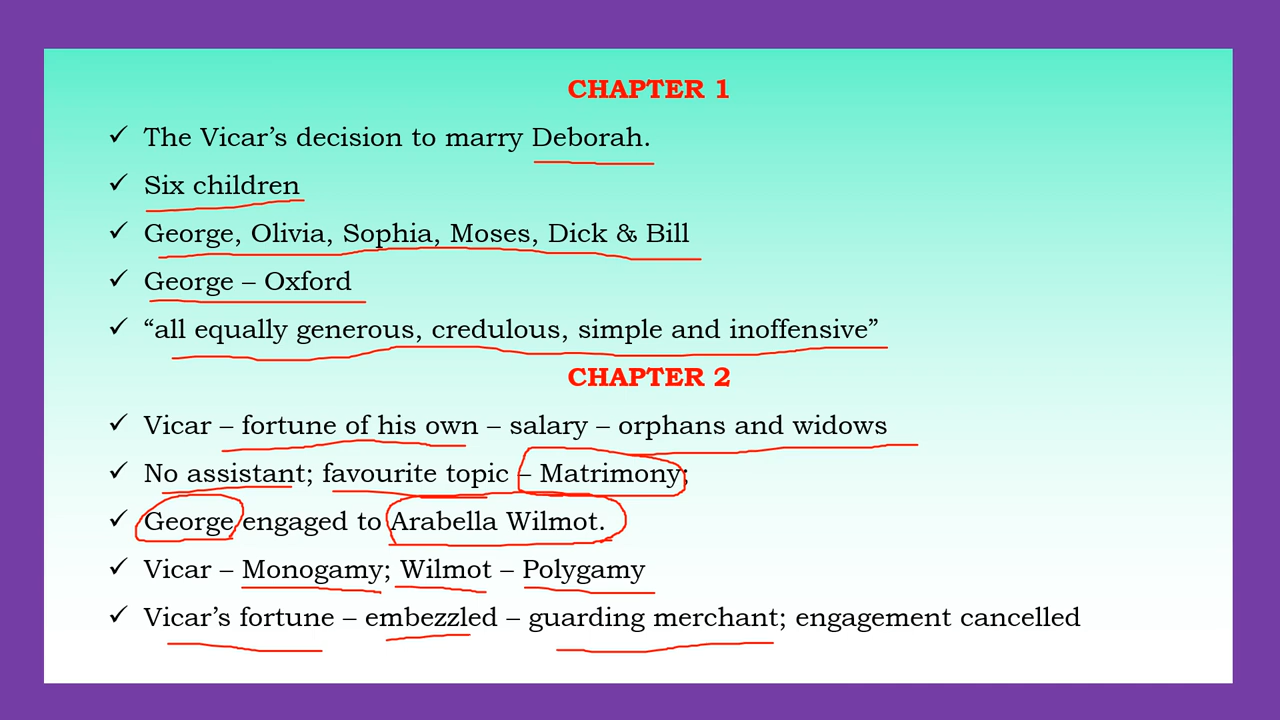 CHAPTER 1
✓ The Vicar’s decision to marry Deborah.
✓ Six children
✓ George, Olivia, Sophia, Moses, Dick & Bill
✓ George – Oxford
✓ “all equally generous, credulous, simple and inoffensive”
CHAPTER 2
✓ Vicar – fortune of his own – salary – orphans and widows
✓ No assistant; favourite topic – Matrimony;
✓ George engaged to Arabella Wilmot.
✓ Vicar – Monogamy; Wilmot – Polygamy
✓ Vicar’s fortune – embezzled – guarding merchant; engagement cancelled